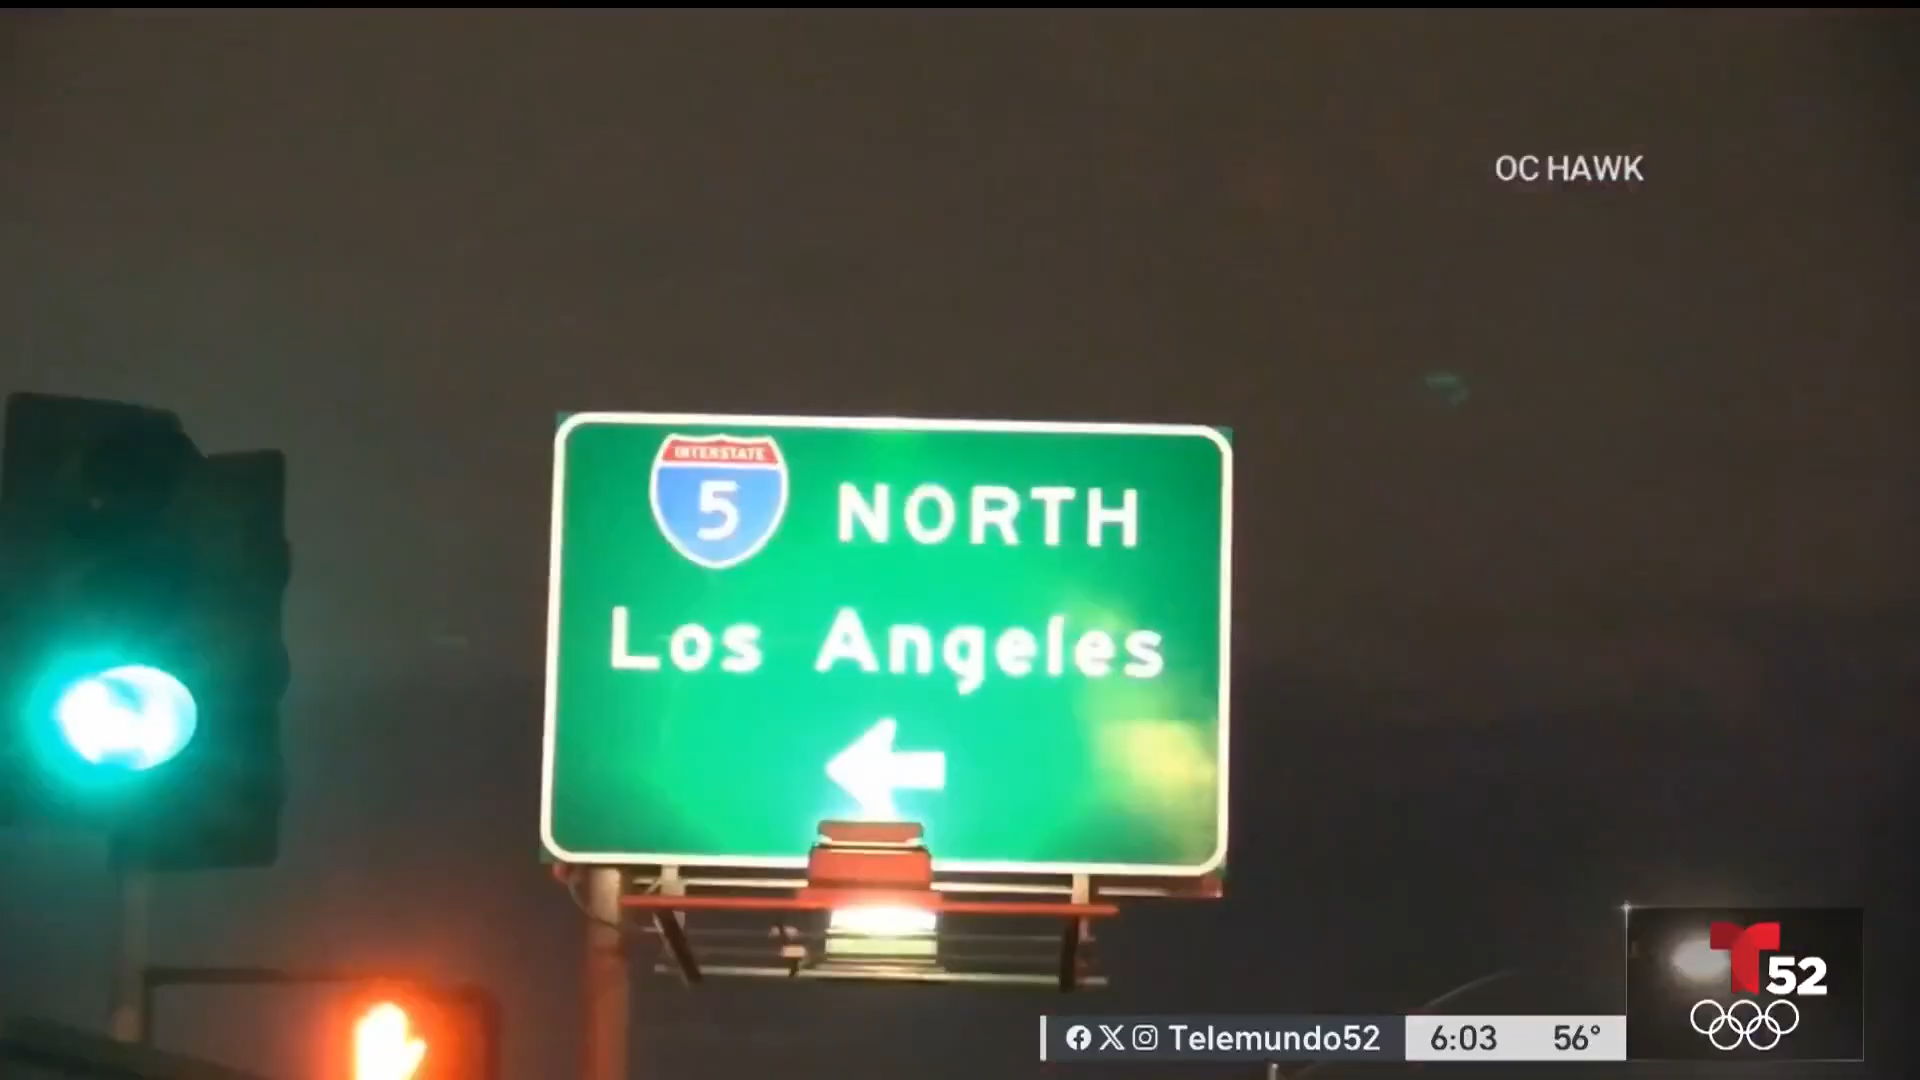 OC HAWK
INTERSTATE
5 NORTH
Los Angeles
52
Telemundo52 6:03 56°